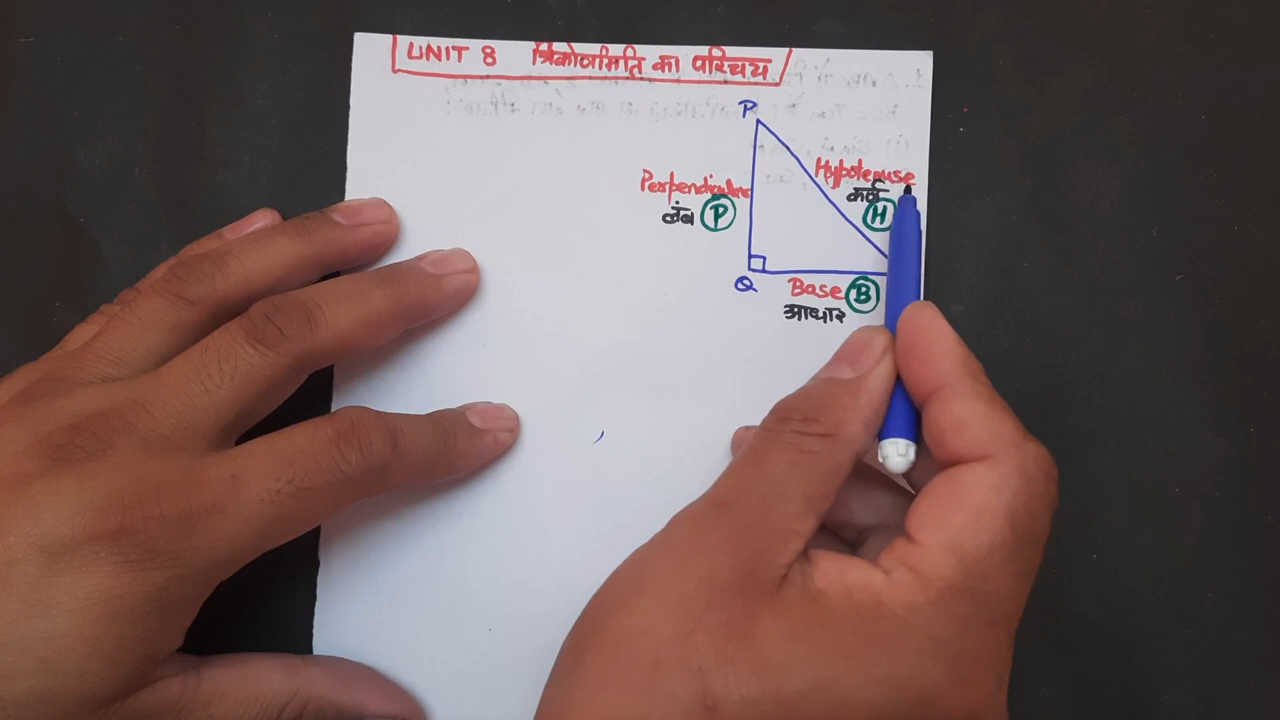 UNIT 8 त्रिकोणमिति का परिचय
P
Perpendicular
लंब P
Hypotenuse
कर्ण
H
Q
Base B
आधार